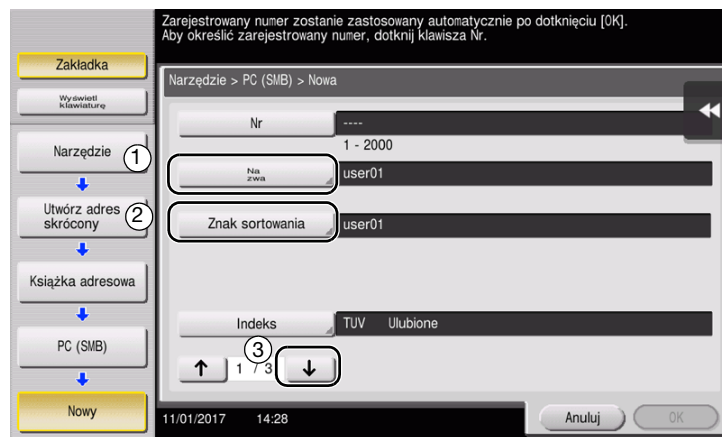 Zarejestrowany numer zostanie zastosowany automatycznie po dotknięciu [OK].
Aby określić zarejestrowany numer, dotknij klawisza Nr.
Zakładka
Wyświetl
klawiaturę
Narzędzie
1
Utwórz adres
skrócony
2
Książka adresowa
PC (SMB)
Nowy
Narzędzie > PC (SMB) > Nowa
Nr
----
1 - 2000
Na
zwa
user01
Znak sortowania
user01
Indeks
TUV Ulubione
3
↑ 1 / 3 ↓
11/01/2017 14:28
Anuluj
OK